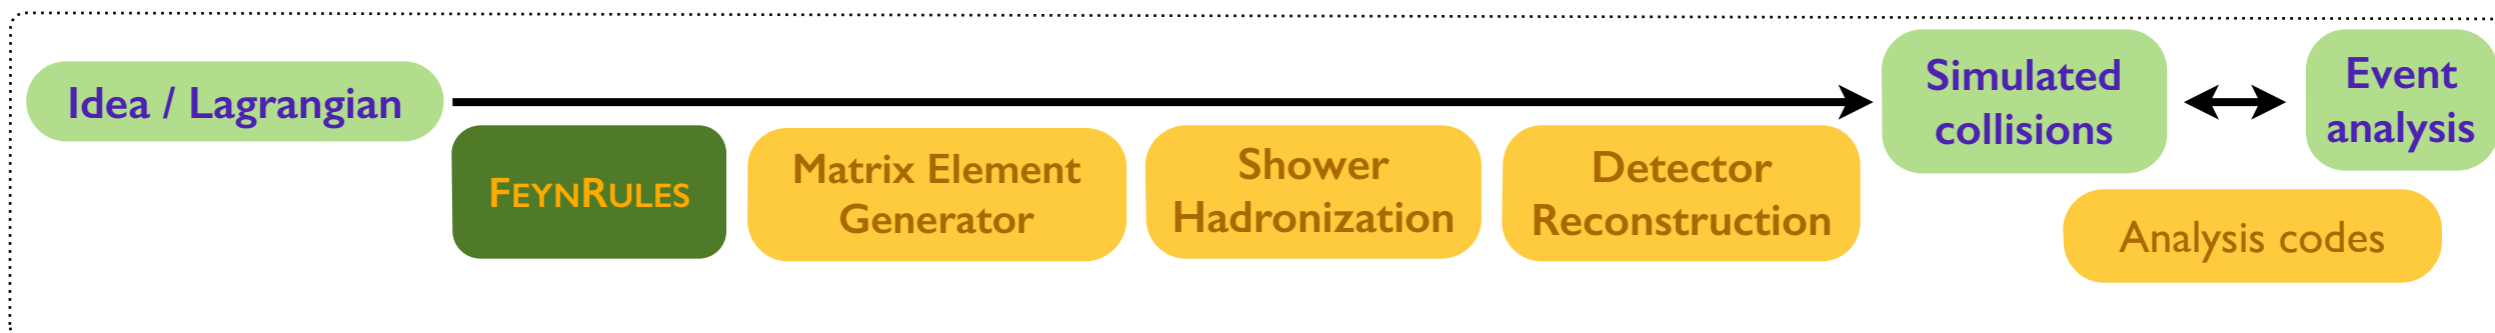 Idea / Lagrangian
FEYNRULES
Matrix Element
Generator
Shower
Hadronization
Detector
Reconstruction
Simulated
collisions
Event
analysis
Analysis codes